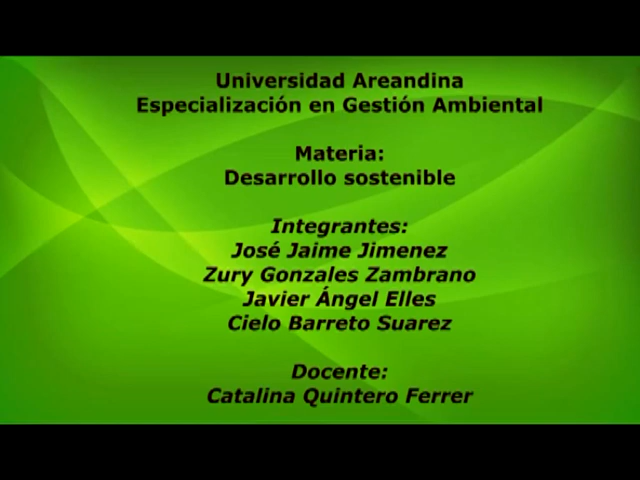 Universidad Areandina
Especialización en Gestión Ambiental
Materia:
Desarrollo sostenible
Integrantes:
José Jaime Jimenez
Zury Gonzales Zambrano
Javier Ángel Elles
Cielo Barreto Suarez
Docente:
Catalina Quintero Ferrer